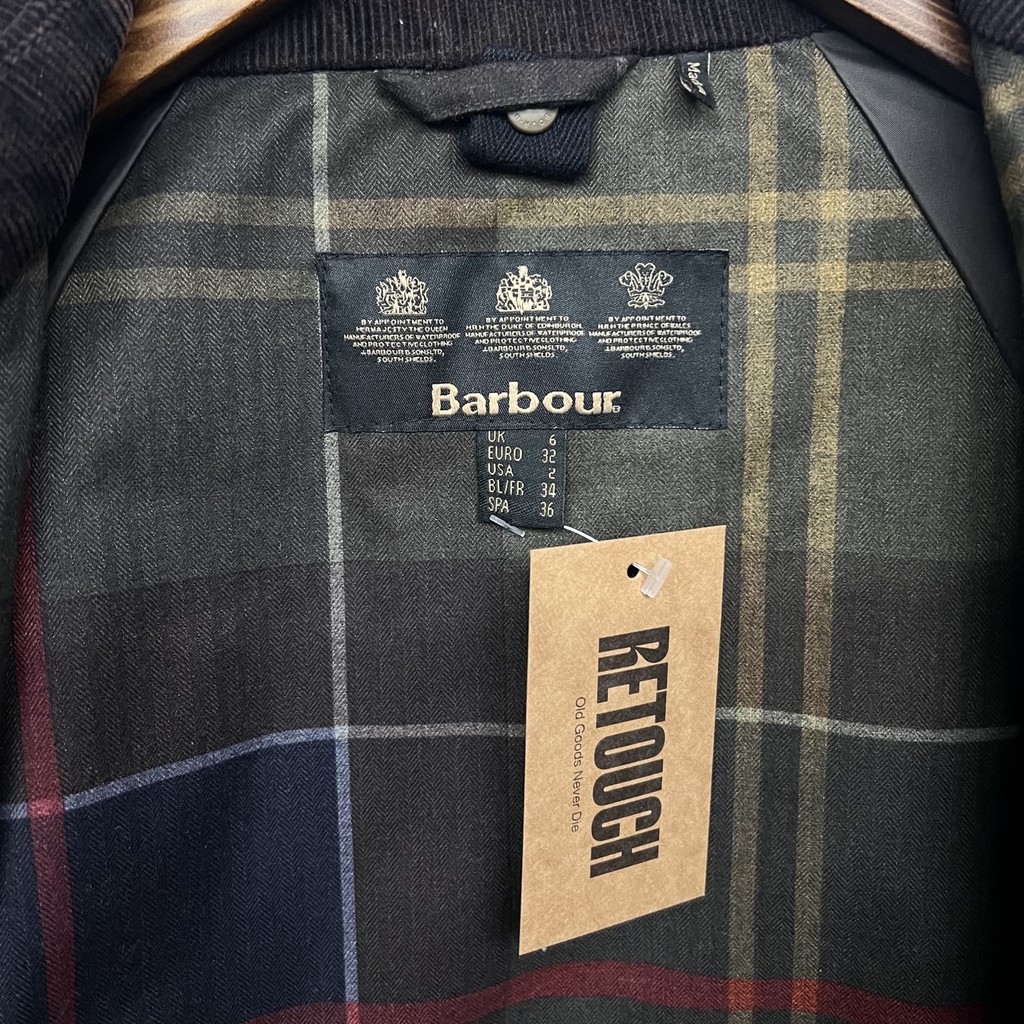 Mad
BY APPOINTMENT TO
HER MAJESTY THE QUEEN
MANUFACTURERS OF WATERPROOF
AND PROTECTIVE CLOTHING
J.BARBOUR & SONS LTD,
SOUTH SHIELDS.
BY APPOINTMENT TO
H.R.H THE DUKE OF EDINBURGH,
MANUFACTURERS OF WATERPROOF
AND PROTECTIVE CLOTHING
J.BARBOUR & SONS LTD,
SOUTH SHIELDS.
BY APPOINTMENT TO
H.R.H THE PRINCE OF WALES
MANUFACTURERS OF WATERPROOF
AND PROTECTIVE CLOTHING
J.BARBOUR & SONS LTD,
SOUTH SHIELDS.
Barbour®
UK 6
EURO 32
USA 2
BL/FR 34
SPA 36
RETOUCH
Old Goods Never Die